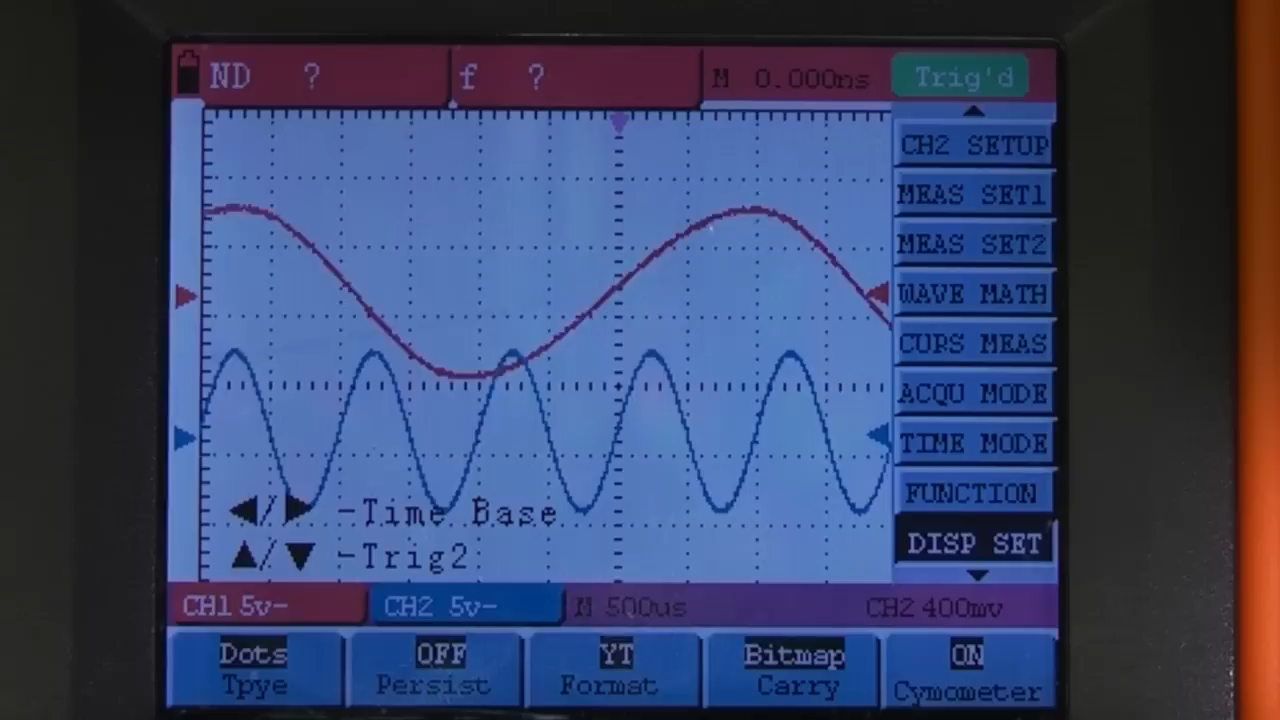 ND ? f ? M 0.000ns Trig'd
CH2 SETUP
MEAS SET1
MEAS SET2
WAVE MATH
CURS MEAS
ACQU MODE
TIME MODE
FUNCTION
DISP SET
◀/▶ -Time Base
▲/▼ -Trig2
CH1 5v- CH2 5v- M 500us CH2 400mv
Dots OFF YT Bitmap ON
Tpye Persist Format Carry Cymometer